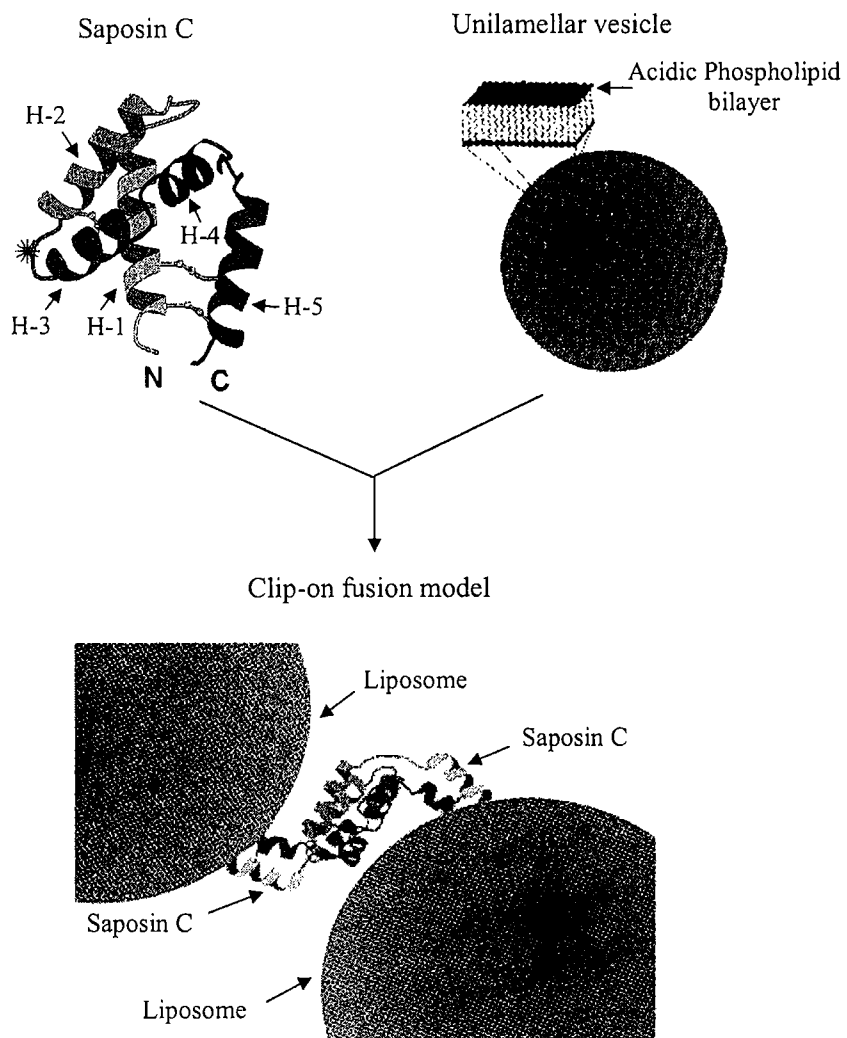 Saposin C
Unilamellar vesicle
Acidic Phospholipid
bilayer
H-2
H-4
H-3
H-1
H-5
N
C
Clip-on fusion model
Liposome
Saposin C
Saposin C
Liposome